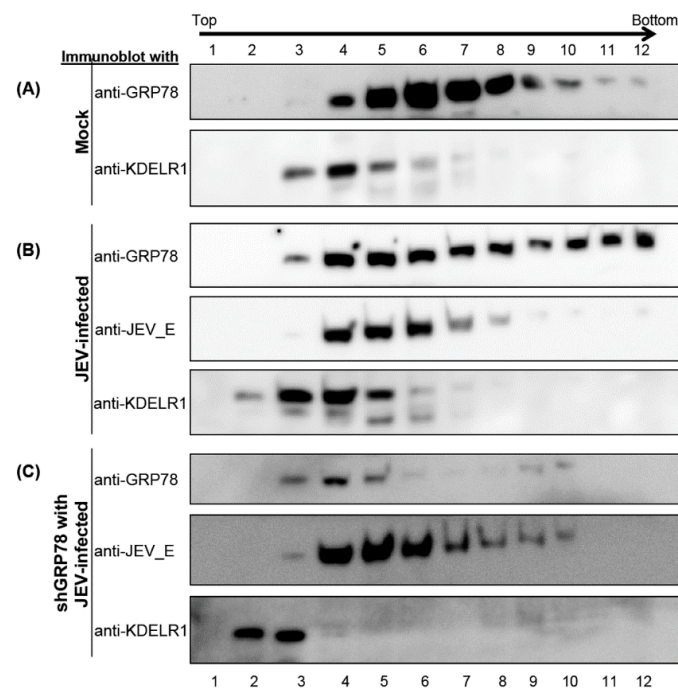 Top Bottom
1 2 3 4 5 6 7 8 9 10 11 12
Immunoblot with
(A)
Mock
anti-GRP78
anti-KDELR1
(B)
JEV-infected
anti-GRP78
anti-JEV_E
anti-KDELR1
(C)
shGRP78 with
JEV-infected
anti-GRP78
anti-JEV_E
anti-KDELR1
1 2 3 4 5 6 7 8 9 10 11 12